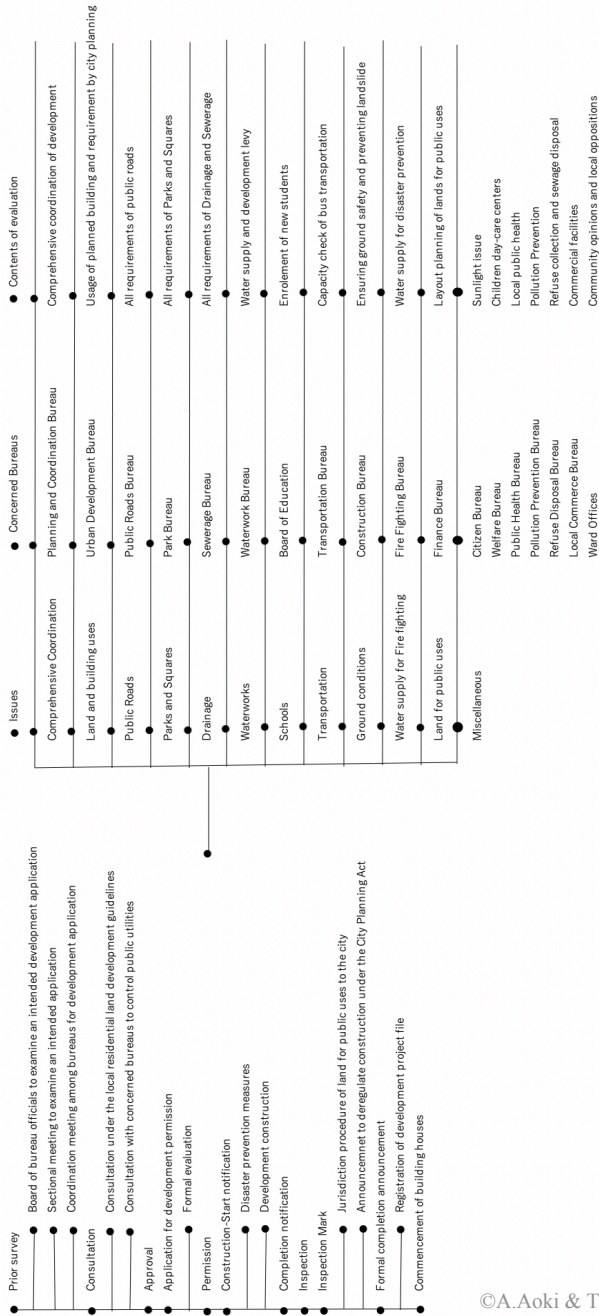 Prior survey
Board of bureau officials to examine an intended development application
Sectional meeting to examine an intended application
Coordination meeting among bureaus for development application
Consultation
Consultation under the local residential land development guidelines
Consultation with concerned bureaus to control public utilities
Approval
Application for development permission
Formal evaluation
Permission
Construction-Start notification
Disaster prevention measures
Development construction
Completion notification
Inspection
Inspection Mark
Jurisdiction procedure of land for public uses to the city
Announcemnet to deregulate construction under the City Planning Act
Formal completion announcement
Registration of development project file
Commencement of building houses
Issues
Comprehensive Coordination
Land and building uses
Public Roads
Parks and Squares
Drainage
Waterworks
Schools
Transportation
Ground conditions
Water supply for Fire fighting
Land for public uses
Miscellaneous
Concerned Bureaus
Planning and Coordination Bureau
Urban Development Bureau
Public Roads Bureau
Park Bureau
Sewerage Bureau
Waterwork Bureau
Board of Education
Transportation Bureau
Construction Bureau
Fire Fighting Bureau
Finance Bureau
Citizen Bureau
Welfare Bureau
Public Health Bureau
Pollution Prevention Bureau
Refuse Disposal Bureau
Local Commerce Bureau
Ward Offices
Contents of evaluation
Comprehensive coordination of development
Usage of planned building and requirement by city planning
All requirements of public roads
All requirements of Parks and Squares
All requirements of Drainage and Sewerage
Water supply and development levy
Enrolement of new students
Capacity check of bus transportation
Ensuring ground safety and preventing landslide
Water supply for disaster prevention
Layout planning of lands for public uses
Sunlight issue
Children day-care centers
Local public health
Pollution Prevention
Refuse collection and sewage disposal
Commercial facilities
Community opinions and local oppositions
©A.Aoki & T